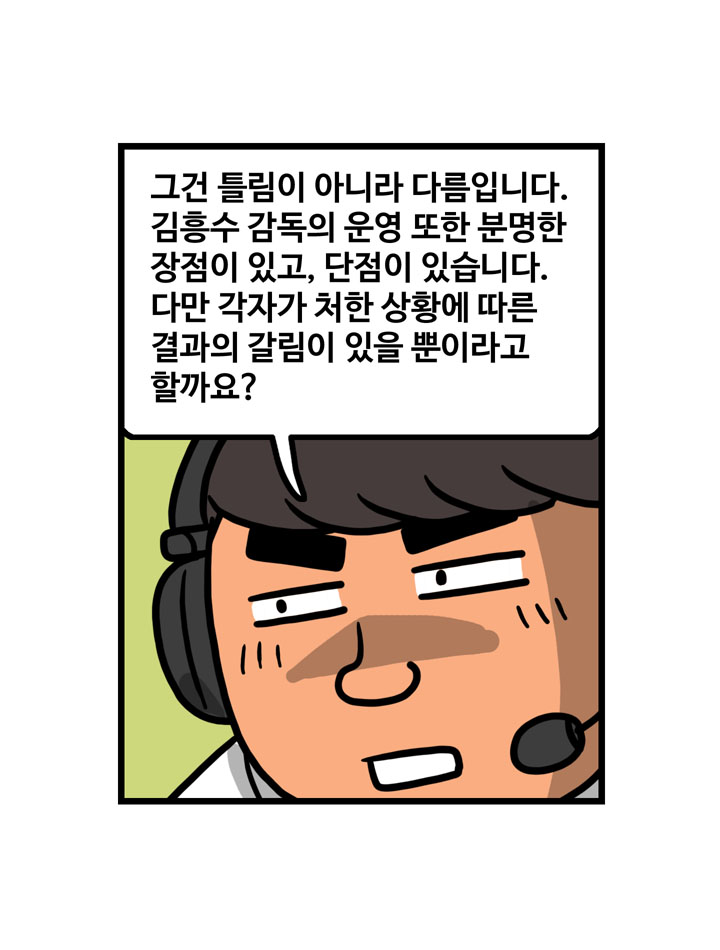 그건 틀림이 아니라 다름입니다.
김흥수 감독의 운영 또한 분명한
장점이 있고, 단점이 있습니다.
다만 각자가 처한 상황에 따른
결과의 갈림이 있을 뿐이라고
할까요?